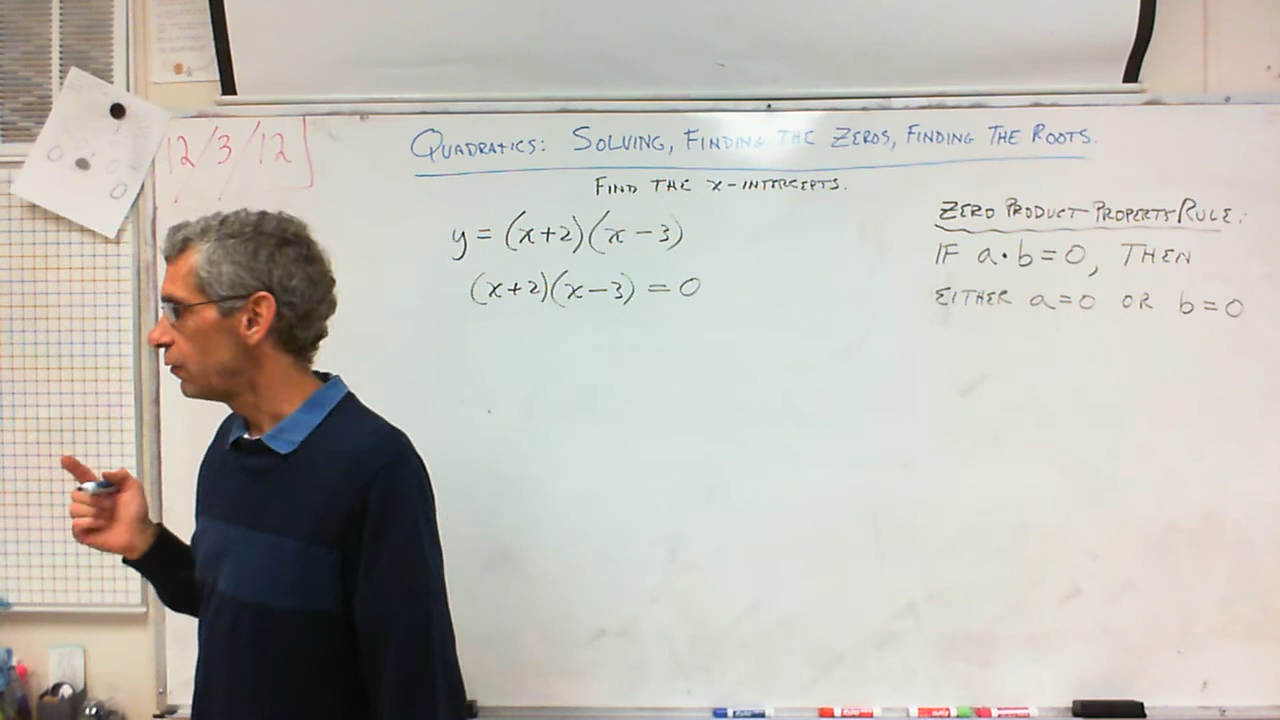 12/3/12
QUADRATICS: SOLVING, FINDING THE ZEROS, FINDING THE ROOTS.
FIND THE x-INTERCEPTS.
y = (x+2)(x-3)
(x+2)(x-3) = 0
ZERO PRODUCT PROPERTY RULE:
IF a·b=0, THEN
EITHER a=0 OR b=0